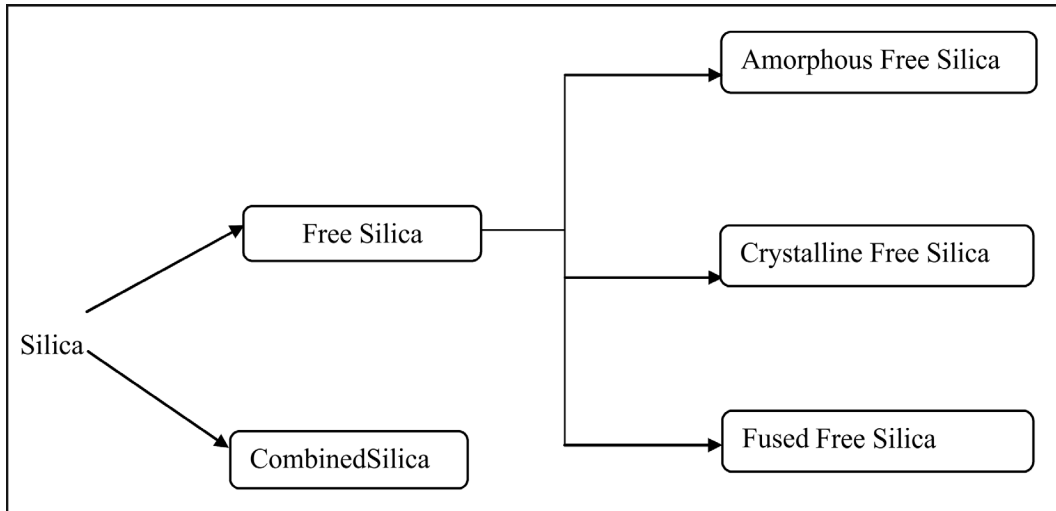 Amorphous Free Silica
Free Silica
Crystalline Free Silica
Silica
CombinedSilica
Fused Free Silica